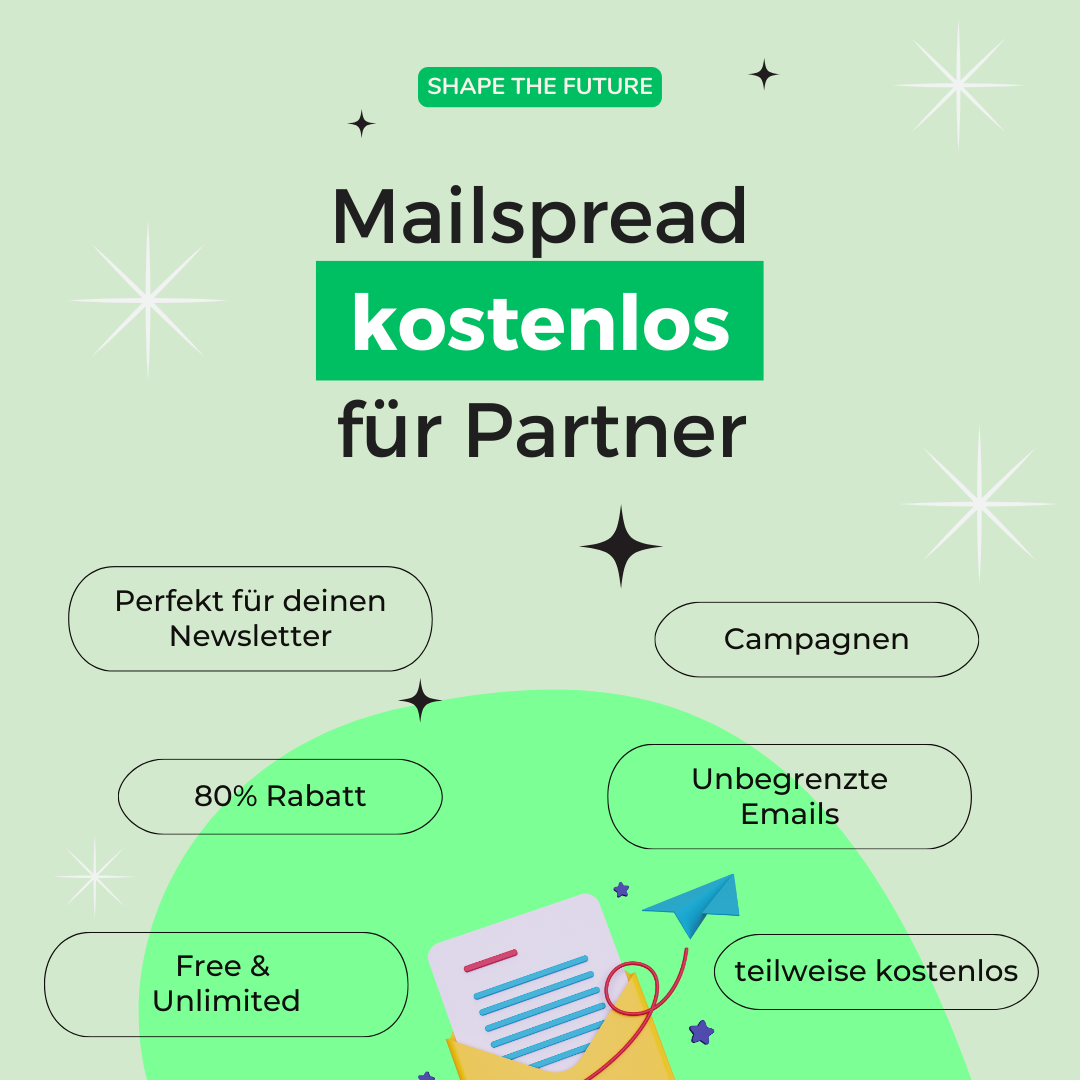 SHAPE THE FUTURE
Mailspread
kostenlos
für Partner
Perfekt für deinen
Newsletter
Campagnen
80% Rabatt
Unbegrenzte
Emails
Free &
Unlimited
teilweise kostenlos